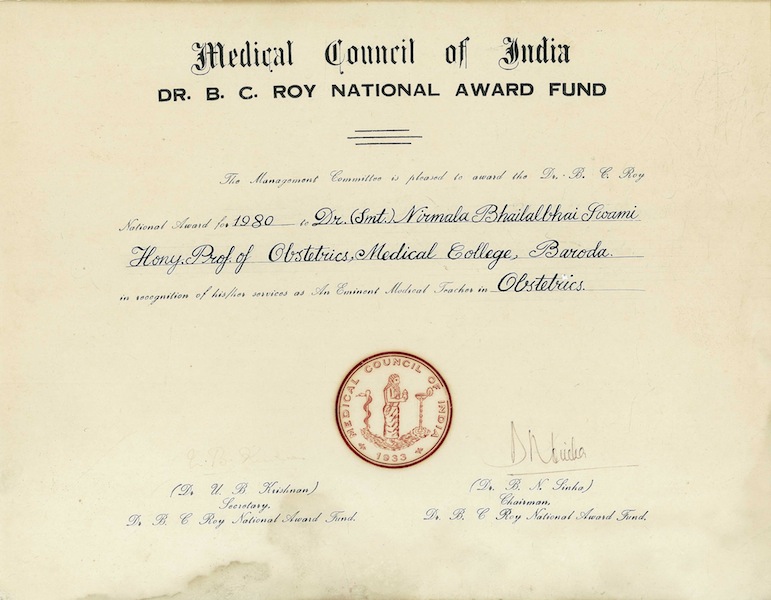 Medical Council of India
DR. B. C. ROY NATIONAL AWARD FUND
The Management Committee is pleased to award the Dr. B. C. Roy
National Award for 1980 to Dr. (Smt.) Nirmala Bhailalbhai Swami
Hony. Prof. of Obstetrics, Medical College, Baroda.
in recognition of his/her services as An Eminent Medical Teacher in Obstetrics.
MEDICAL COUNCIL OF INDIA
1933
(Dr U. B Krishnan)
Secretary,
Dr B. C Roy National Award Fund.
BNSinha
(Dr. B. N. Sinha)
Chairman,
Dr. B. C Roy National Award Fund.